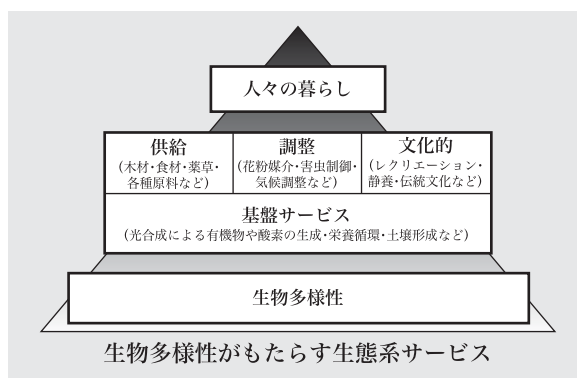 人々の暮らし
供給
(木材・食材・薬草・
各種原料など)
調整
(花粉媒介・害虫制御・
気候調整など)
文化的
(レクリエーション・
静養・伝統文化など)
基盤サービス
(光合成による有機物や酸素の生成・栄養循環・土壌形成など)
生物多様性
生物多様性がもたらす生態系サービス